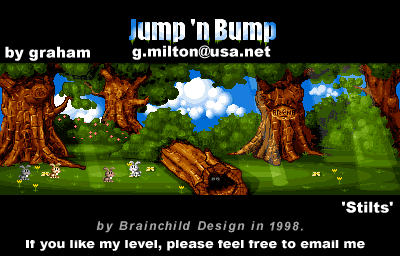 Jump 'n Bump
by graham
g.milton@usa.net
'Stilts'
by Brainchild Design in 1998.
If you like my level, please feel free to email me